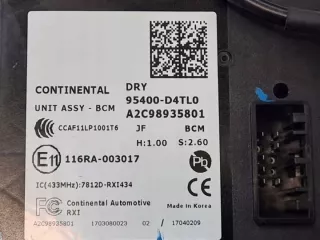 CONTINENTAL
DRY
95400-D4TL0
UNIT ASSY - BCM
A2C98935801
CCAF11LP1001T6
JF BCM
H:1.00 S:2.60
E11 116RA-003017
Pb
IC(433MHz):7812D-RXI434
MADE IN KOREA
FC Continental Automotive
RXI
A2C98935801 1703080023 02 / 17040209